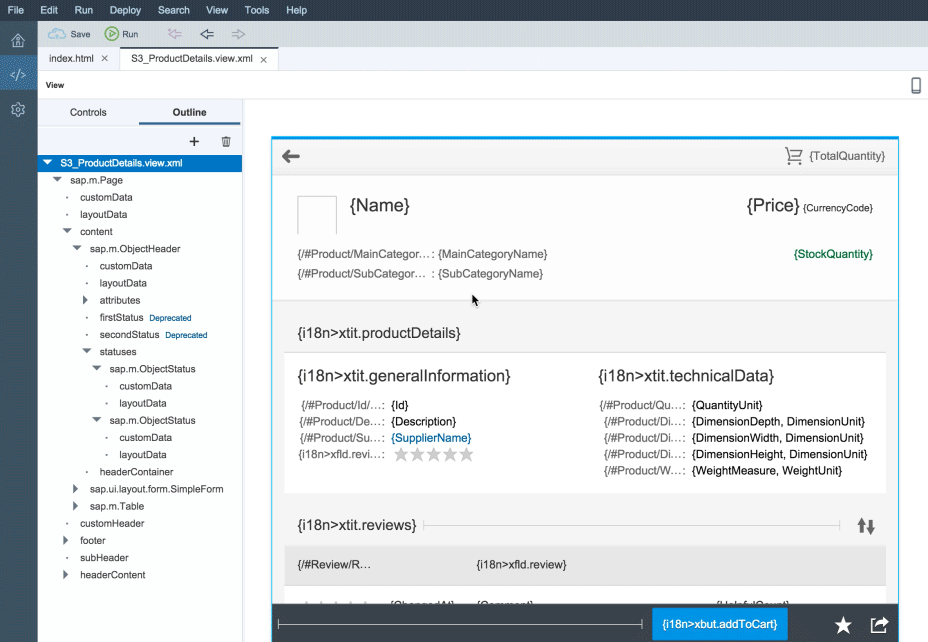 File Edit Run Deploy Search View Tools Help
Save Run
index.html × S3_ProductDetails.view.xml ×
View
Controls Outline
S3_ProductDetails.view.xml
sap.m.Page
customData
layoutData
content
sap.m.ObjectHeader
customData
layoutData
attributes
firstStatus Deprecated
secondStatus Deprecated
statuses
sap.m.ObjectStatus
customData
layoutData
sap.m.ObjectStatus
customData
layoutData
headerContainer
sap.ui.layout.form.SimpleForm
sap.m.Table
customHeader
footer
subHeader
headerContent
{TotalQuantity}
{Name} {Price} {CurrencyCode}
{/#Product/MainCategor... : {MainCategoryName} {StockQuantity}
{/#Product/SubCategor... : {SubCategoryName}
{i18n>xtit.productDetails}
{i18n>xtit.generalInformation} {i18n>xtit.technicalData}
{/#Product/Id/...: {Id} {/#Product/Qu...: {QuantityUnit}
{/#Product/De...: {Description} {/#Product/Di...: {DimensionDepth, DimensionUnit}
{/#Product/Su...: {SupplierName} {/#Product/Di...: {DimensionWidth, DimensionUnit}
{i18n>xfld.revi...: {/#Product/Di...: {DimensionHeight, DimensionUnit}
{/#Product/W...: {WeightMeasure, WeightUnit}
{i18n>xtit.reviews}
{/#Review/R... {i18n>xfld.review}
{ChangedAt} {Comment} {HelpfulCount}
{i18n>xbut.addToCart}